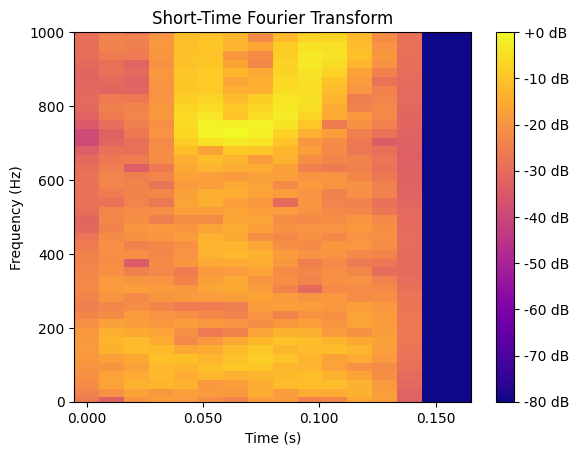 Short-Time Fourier Transform
Frequency (Hz)
1000
800
600
400
200
0
0.000
0.050
0.100
0.150
Time (s)
+0 dB
-10 dB
-20 dB
-30 dB
-40 dB
-50 dB
-60 dB
-70 dB
-80 dB